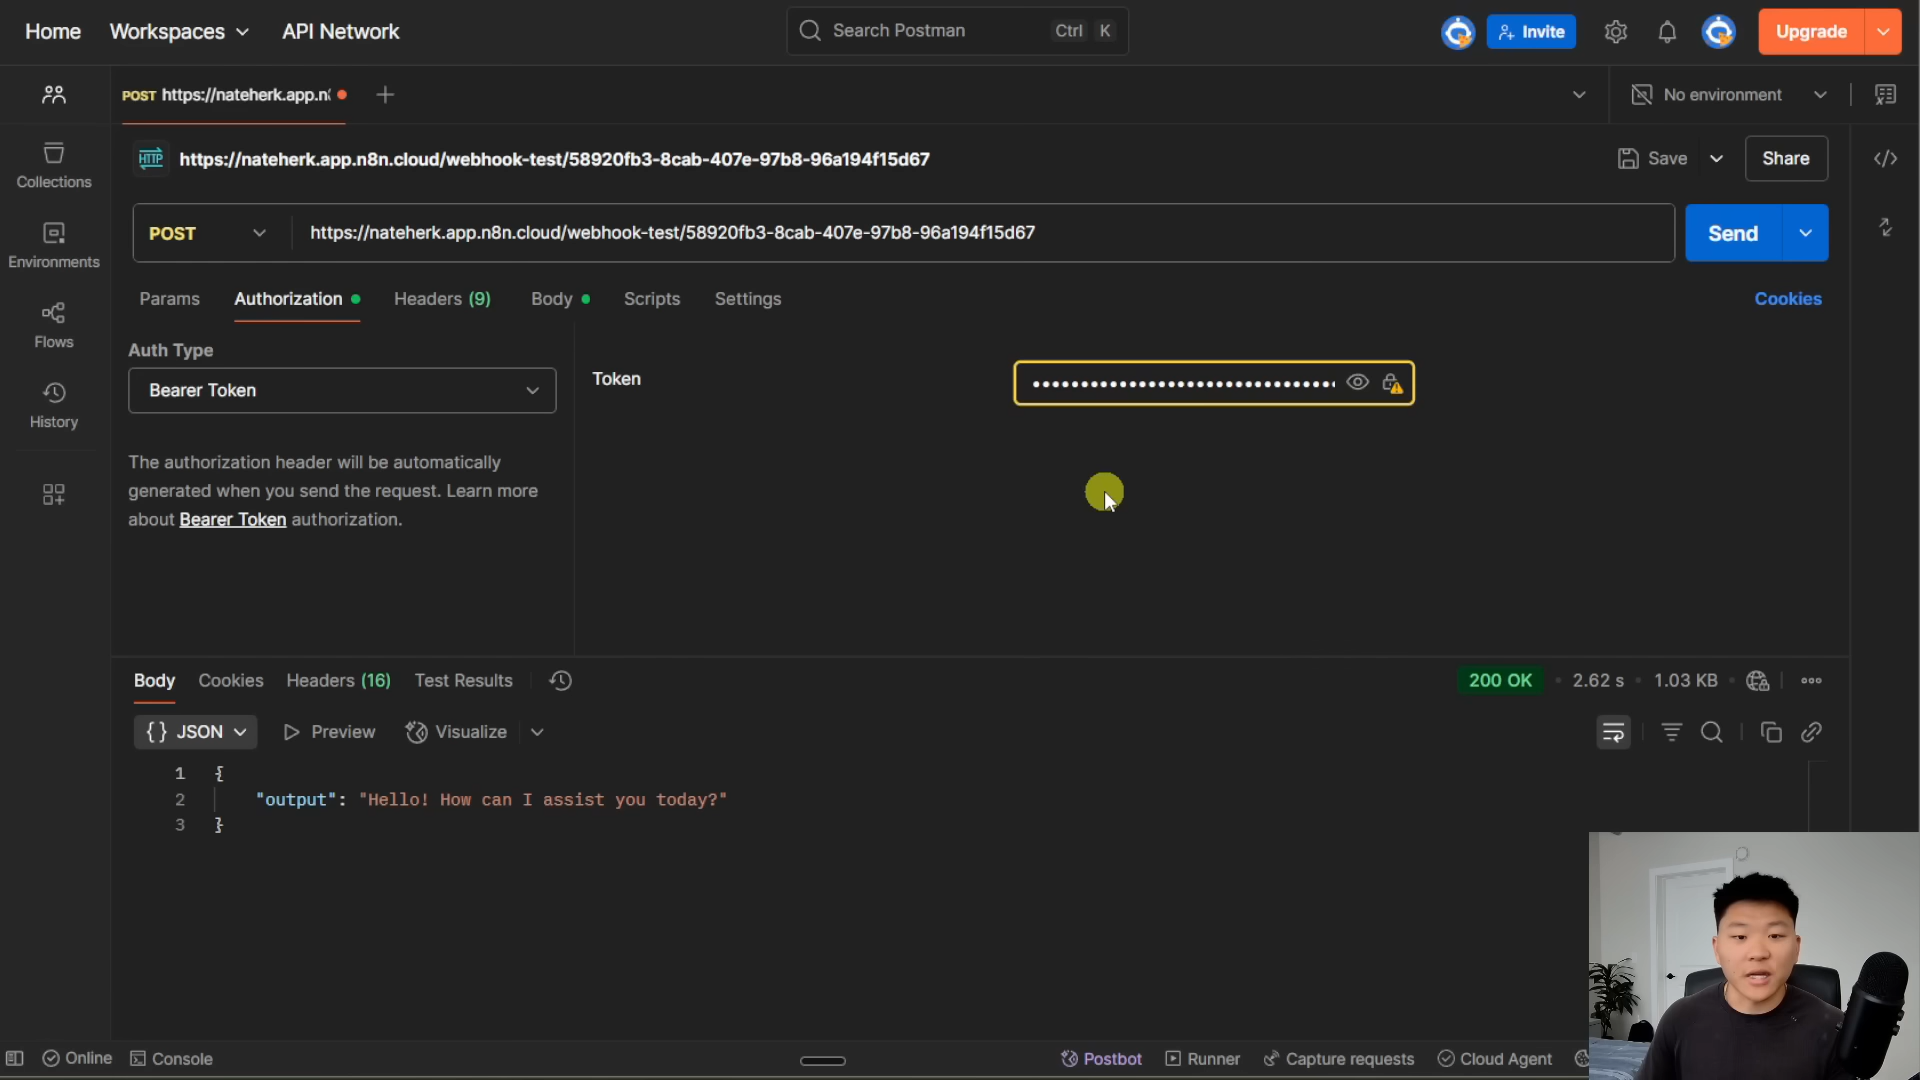 Home Workspaces API Network Search Postman Ctrl K Invite Upgrade
POST https://nateherk.app.n8 No environment
HTTP https://nateherk.app.n8n.cloud/webhook-test/58920fb3-8cab-407e-97b8-96a194f15d67 Save Share
Collections
POST https://nateherk.app.n8n.cloud/webhook-test/58920fb3-8cab-407e-97b8-96a194f15d67 Send
Environments
Params Authorization Headers (9) Body Scripts Settings Cookies
Flows
Auth Type
Bearer Token
Token
History
The authorization header will be automatically
generated when you send the request. Learn more
about Bearer Token authorization.
Body Cookies Headers (16) Test Results 200 OK 2.62 s 1.03 KB
{} JSON Preview Visualize
1 {
2 "output": "Hello! How can I assist you today?"
3 }
Online Console Postbot Runner Capture requests Cloud Agent